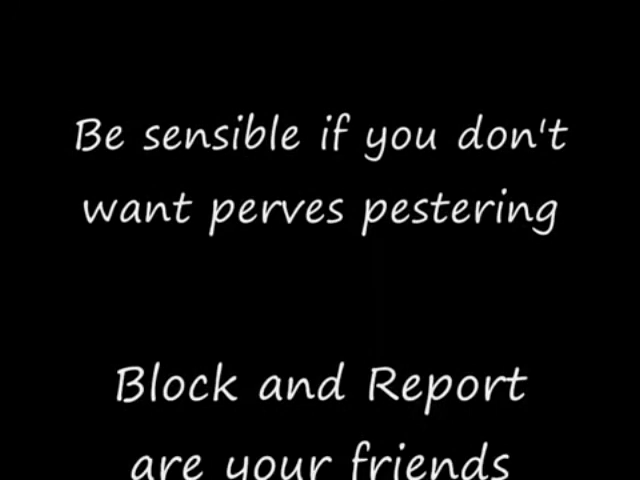 Be sensible if you don't
want perves pestering
Block and Report
are your friends